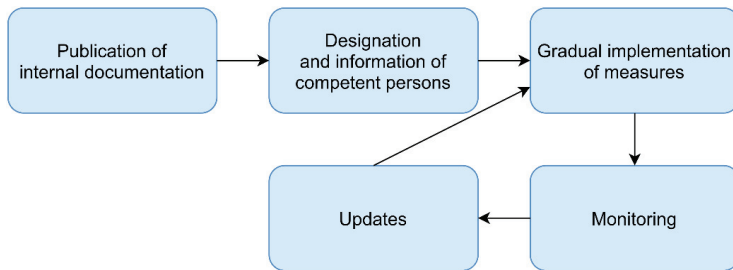 Publication of
internal documentation
Designation
and information of
competent persons
Gradual implementation
of measures
Updates
Monitoring